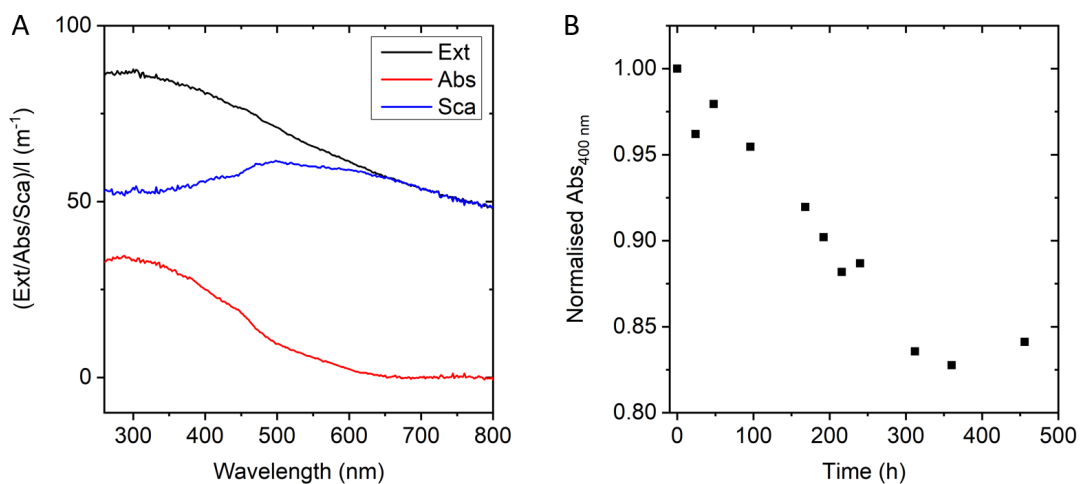 A
(Ext/Abs/Sca)/l (m⁻¹)
100
50
0
Ext
Abs
Sca
300 400 500 600 700 800
Wavelength (nm)
B
Normalised Abs₄₀₀ ₙₘ
1.00
0.95
0.90
0.85
0.80
0 100 200 300 400 500
Time (h)